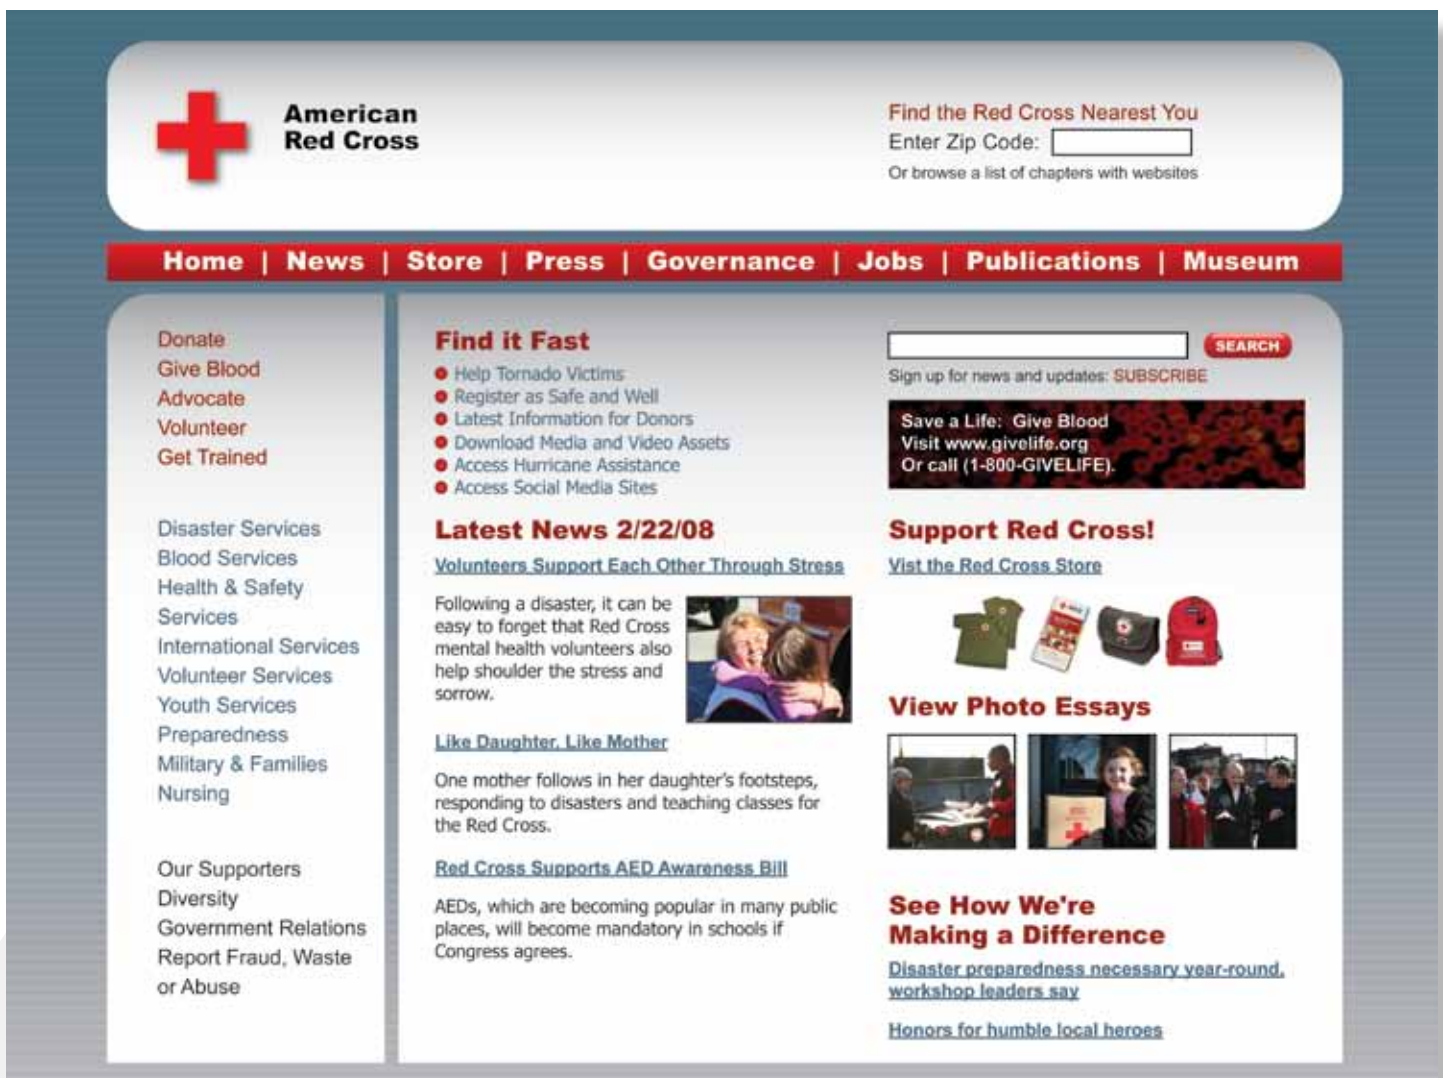 American
Red Cross
Find the Red Cross Nearest You
Enter Zip Code:
Or browse a list of chapters with websites
Home | News | Store | Press | Governance | Jobs | Publications | Museum
Donate
Give Blood
Advocate
Volunteer
Get Trained
Disaster Services
Blood Services
Health & Safety
Services
International Services
Volunteer Services
Youth Services
Preparedness
Military & Families
Nursing
Our Supporters
Diversity
Government Relations
Report Fraud, Waste
or Abuse
Find it Fast
Help Tornado Victims
Register as Safe and Well
Latest Information for Donors
Download Media and Video Assets
Access Hurricane Assistance
Access Social Media Sites
Latest News 2/22/08
Volunteers Support Each Other Through Stress
Following a disaster, it can be
easy to forget that Red Cross
mental health volunteers also
help shoulder the stress and
sorrow.
Like Daughter, Like Mother
One mother follows in her daughter's footsteps,
responding to disasters and teaching classes for
the Red Cross.
Red Cross Supports AED Awareness Bill
AEDs, which are becoming popular in many public
places, will become mandatory in schools if
Congress agrees.
SEARCH
Sign up for news and updates: SUBSCRIBE
Save a Life: Give Blood
Visit www.givelife.org
Or call (1-800-GIVELIFE).
Support Red Cross!
Vist the Red Cross Store
View Photo Essays
See How We're
Making a Difference
Disaster preparedness necessary year-round,
workshop leaders say
Honors for humble local heroes